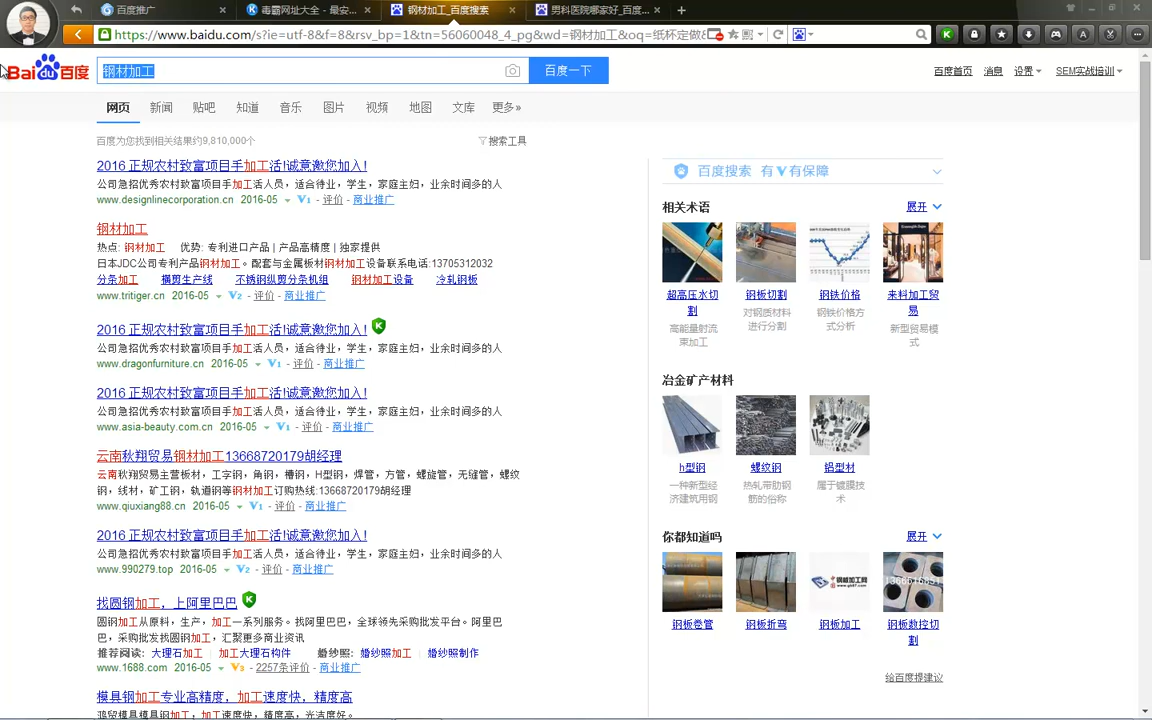 百度推广
毒霸网址大全 - 最安...
钢材加工_百度搜索
男科医院哪家好_百度...
https://www.baidu.com/s?ie=utf-8&f=8&rsv_bp=1&tn=56060048_4_pg&wd=钢材加工&oq=纸杯定做&
Bai du 百度
钢材加工
百度一下
百度首页 消息 设置 SEM实战培训
网页 新闻 贴吧 知道 音乐 图片 视频 地图 文库 更多»
百度为您找到相关结果约9,810,000个
搜索工具
2016 正规农村致富项目手加工活!诚意邀您加入!
公司急招优秀农村致富项目手加工活人员，适合待业，学生，家庭主妇，业余时间多的人
www.designlinecorporation.cn 2016-05 V1 - 评价 - 商业推广
钢材加工
热点: 钢材加工 优势: 专利进口产品 | 产品高精度 | 独家提供
日本JDC公司专利产品钢材加工。配套与金属板材钢材加工设备联系电话:13705312032
分条加工 横剪生产线 不锈钢纵剪分条机组 钢材加工设备 冷轧钢板
www.tritiger.cn 2016-05 V2 - 评价 - 商业推广
2016 正规农村致富项目手加工活!诚意邀您加入!
公司急招优秀农村致富项目手加工活人员，适合待业，学生，家庭主妇，业余时间多的人
www.dragonfurniture.cn 2016-05 V1 - 评价 - 商业推广
2016 正规农村致富项目手加工活!诚意邀您加入!
公司急招优秀农村致富项目手加工活人员，适合待业，学生，家庭主妇，业余时间多的人
www.asia-beauty.com.cn 2016-05 V1 - 评价 - 商业推广
云南秋翔贸易钢材加工13668720179胡经理
云南秋翔贸易主营板材，工字钢，角钢，槽钢，H型钢，焊管，方管，螺旋管，无缝管，螺纹
钢，线材，矿工钢，轨道钢等钢材加工订购热线:13668720179胡经理
www.qiuxiang88.cn 2016-05 V1 - 评价 - 商业推广
2016 正规农村致富项目手加工活!诚意邀您加入!
公司急招优秀农村致富项目手加工活人员，适合待业，学生，家庭主妇，业余时间多的人
www.990279.top 2016-05 V2 - 评价 - 商业推广
找圆钢加工，上阿里巴巴
圆钢加工从原料，生产，加工一系列服务。找阿里巴巴，全球领先采购批发平台。阿里巴
巴，采购批发找圆钢加工，汇聚更多商业资讯
推荐阅读: 大理石加工 加工大理石构件 婚纱照: 婚纱照加工 婚纱照制作
www.1688.com 2016-05 V3 - 2257条评价 - 商业推广
模具钢加工专业高精度，加工速度快，精度高
鸿贸模具模具钢加工，加工速度快，精度高，光洁度好。
百度搜索 有V有保障
相关术语 展开
超高压水切割
高能量射流束加工
钢板切割
对钢质材料进行分割
钢铁价格
钢铁价格方式分析
来料加工贸易
新型贸易模式
冶金矿产材料
h型钢
一种新型经济建筑用钢
螺纹钢
热轧带肋钢筋的俗称
铝型材
属于镀膜技术
你都知道吗 展开
钢板卷管
钢板折弯
钢板加工
钢板数控切割
给百度提建议